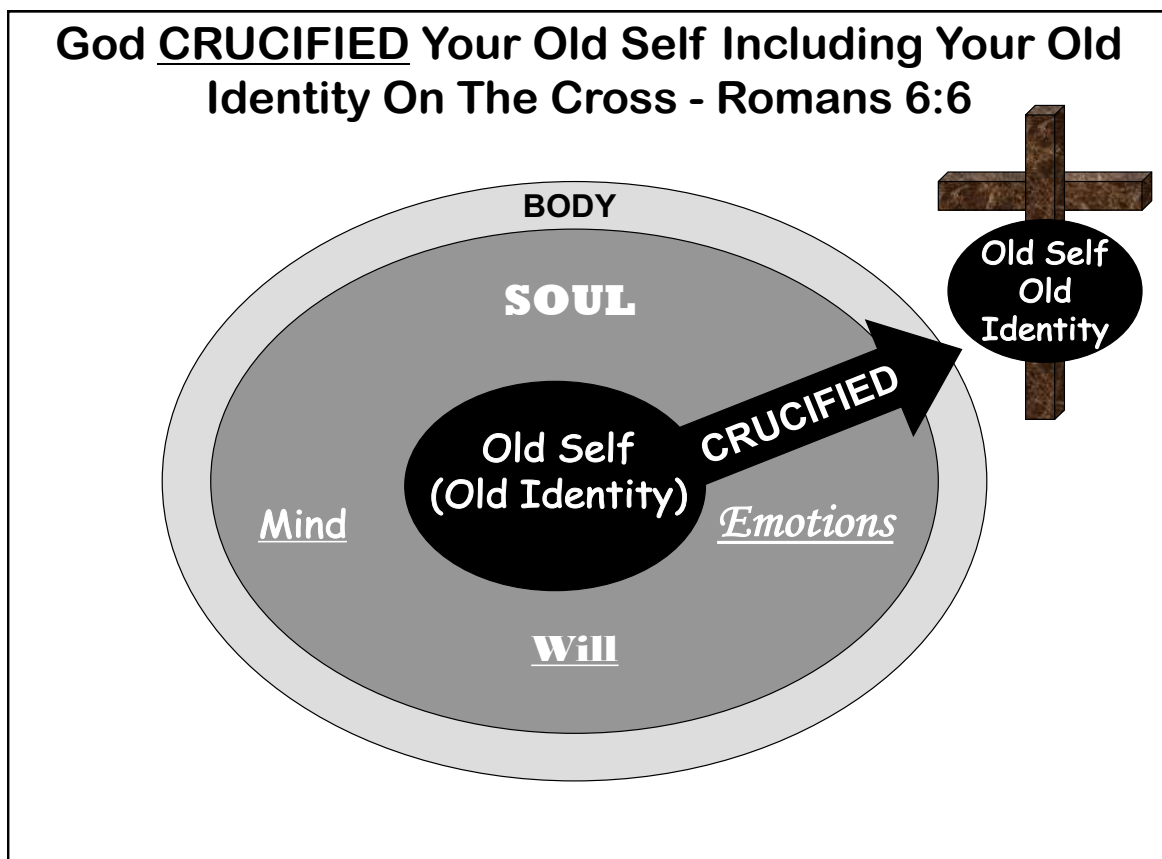 God CRUCIFIED Your Old Self Including Your Old
Identity On The Cross - Romans 6:6
BODY
SOUL
Old Self
Old
Identity
CRUCIFIED
Old Self
(Old Identity)
Mind
Emotions
Will